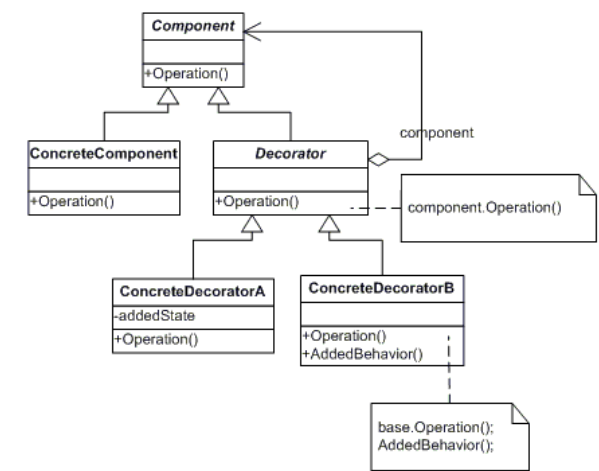 Component
+Operation()
component
ConcreteComponent
+Operation()
Decorator
+Operation()
component.Operation()
ConcreteDecoratorA
-addedState
+Operation()
ConcreteDecoratorB
+Operation()
+AddedBehavior()
base.Operation();
AddedBehavior();